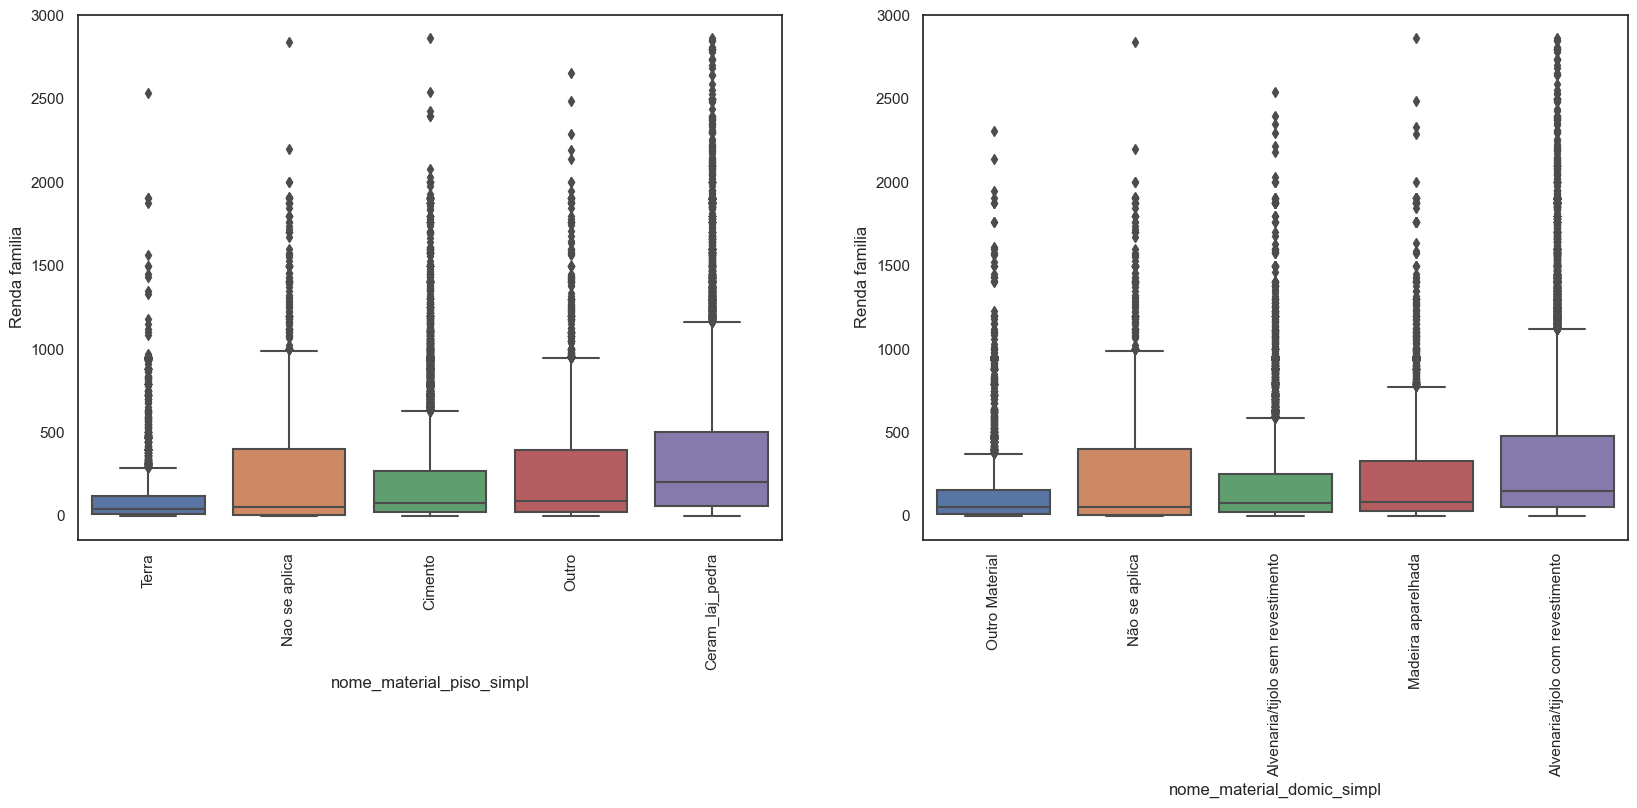 3000
2500
2000
1500
1000
500
0
Renda familia
Terra
Nao se aplica
Cimento
Outro
Ceram_laj_pedra
nome_material_piso_simpl
3000
2500
2000
1500
1000
500
0
Renda familia
Outro Material
Não se aplica
Alvenaria/tijolo sem revestimento
Madeira aparelhada
Alvenaria/tijolo com revestimento
nome_material_domic_simpl